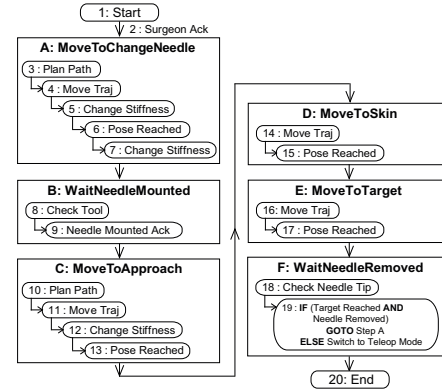 1: Start
2 : Surgeon Ack
A: MoveToChangeNeedle
3 : Plan Path
4 : Move Traj
5 : Change Stiffness
6 : Pose Reached
7 : Change Stiffness
B: WaitNeedleMounted
8 : Check Tool
9 : Needle Mounted Ack
C: MoveToApproach
10 : Plan Path
11 : Move Traj
12 : Change Stiffness
13 : Pose Reached
D: MoveToSkin
14 : Move Traj
15 : Pose Reached
E: MoveToTarget
16: Move Traj
17 : Pose Reached
F: WaitNeedleRemoved
18 : Check Needle Tip
19 : IF (Target Reached AND
Needle Removed)
GOTO Step A
ELSE Switch to Teleop Mode
20: End